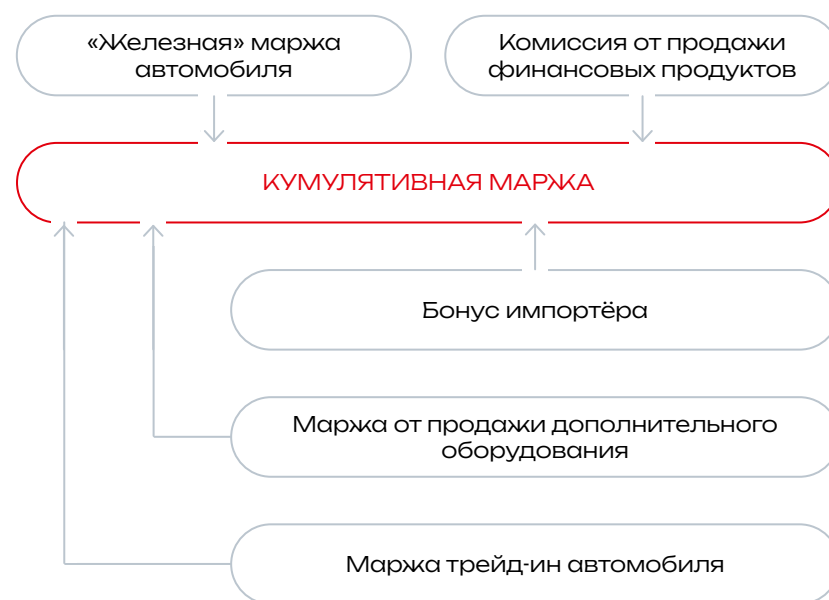 «Железная» маржа
автомобиля
Комиссия от продажи
финансовых продуктов
КУМУЛЯТИВНАЯ МАРЖА
Бонус импортёра
Маржа от продажи дополнительного
оборудования
Маржа трейд-ин автомобиля